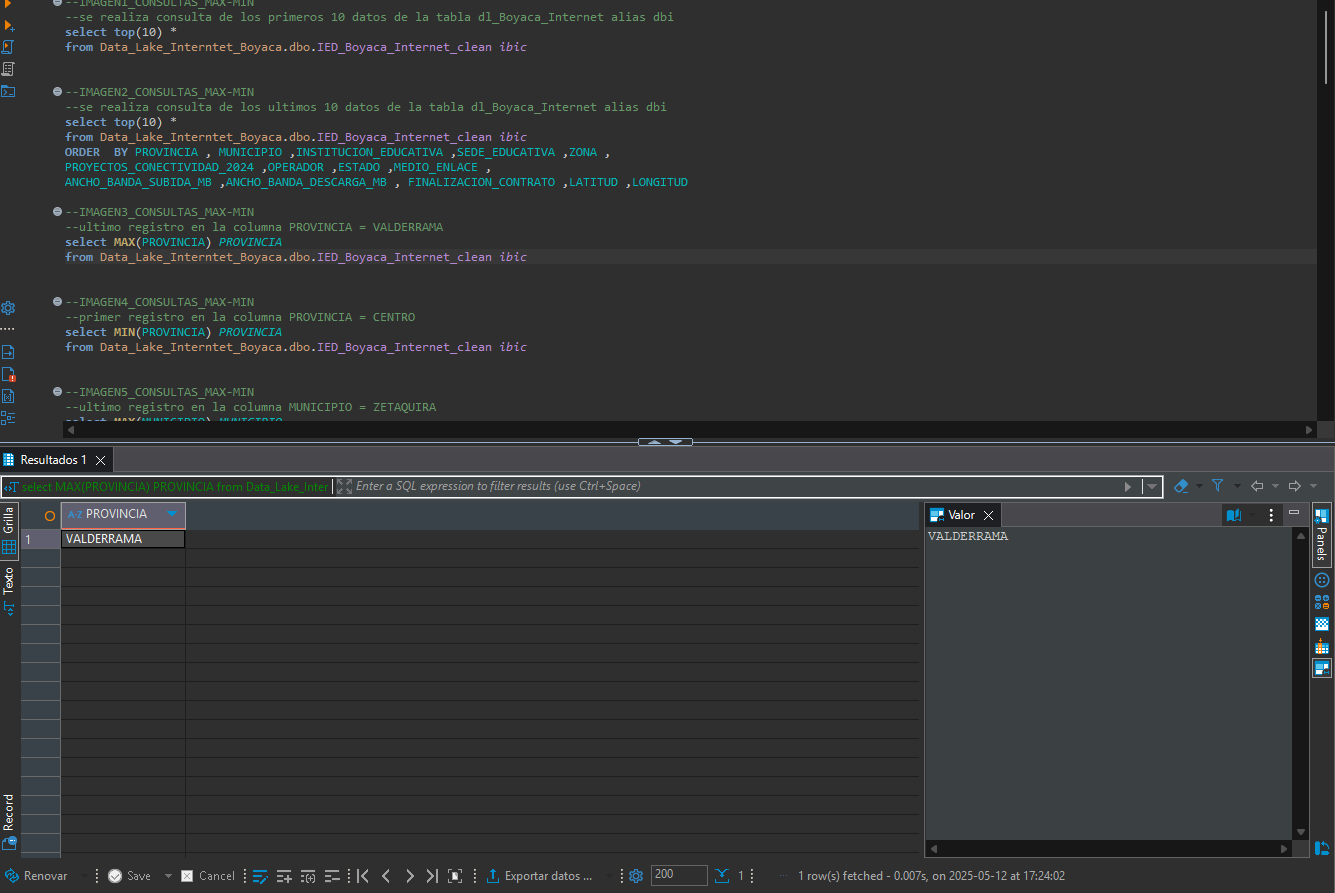 --IMAGEN1_CONSULTAS_MAX-MIN
--se realiza consulta de los primeros 10 datos de la tabla dl_Boyaca_Internet alias dbi
select top(10) *
from Data_Lake_Interntet_Boyaca.dbo.IED_Boyaca_Internet_clean ibic
--IMAGEN2_CONSULTAS_MAX-MIN
--se realiza consulta de los ultimos 10 datos de la tabla dl_Boyaca_Internet alias dbi
select top(10) *
from Data_Lake_Interntet_Boyaca.dbo.IED_Boyaca_Internet_clean ibic
ORDER  BY PROVINCIA , MUNICIPIO ,INSTITUCION_EDUCATIVA ,SEDE_EDUCATIVA ,ZONA ,
PROYECTOS_CONECTIVIDAD_2024 ,OPERADOR ,ESTADO ,MEDIO_ENLACE ,
ANCHO_BANDA_SUBIDA_MB ,ANCHO_BANDA_DESCARGA_MB , FINALIZACION_CONTRATO ,LATITUD ,LONGITUD
--IMAGEN3_CONSULTAS_MAX-MIN
--ultimo registro en la columna PROVINCIA = VALDERRAMA
select MAX(PROVINCIA) PROVINCIA
from Data_Lake_Interntet_Boyaca.dbo.IED_Boyaca_Internet_clean ibic
--IMAGEN4_CONSULTAS_MAX-MIN
--primer registro en la columna PROVINCIA = CENTRO
select MIN(PROVINCIA) PROVINCIA
from Data_Lake_Interntet_Boyaca.dbo.IED_Boyaca_Internet_clean ibic
--IMAGEN5_CONSULTAS_MAX-MIN
--ultimo registro en la columna MUNICIPIO = ZETAQUIRA
select MAX(MUNICIPIO) MUNICIPIO
Resultados 1
select MAX(PROVINCIA) PROVINCIA from Data_Lake_Inter
Enter a SQL expression to filter results (use Ctrl+Space)
Grilla
Texto
Record
A-Z PROVINCIA
1 VALDERRAMA
Valor
VALDERRAMA
Panels
Renovar
Save
Cancel
Exportar datos ...
200
1
1 row(s) fetched - 0.007s, on 2025-05-12 at 17:24:02